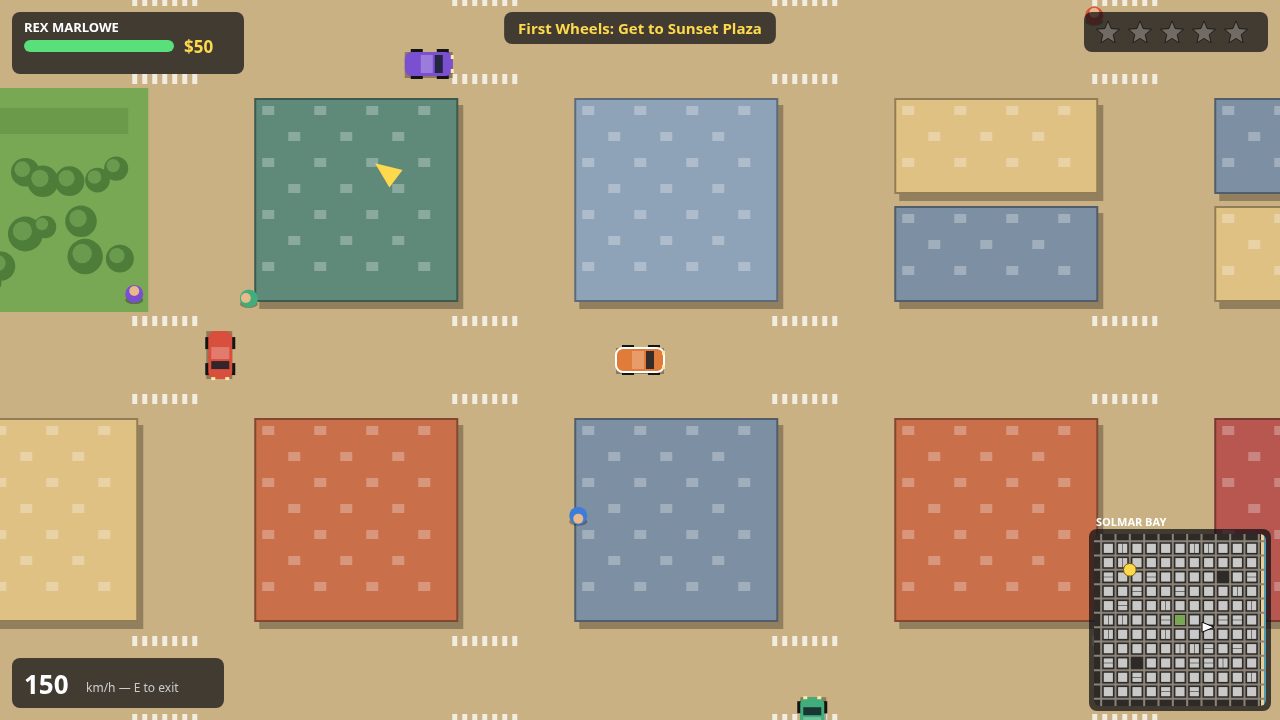 REX MARLOWE
$50
First Wheels: Get to Sunset Plaza
SOLMAR BAY
150 km/h — E to exit